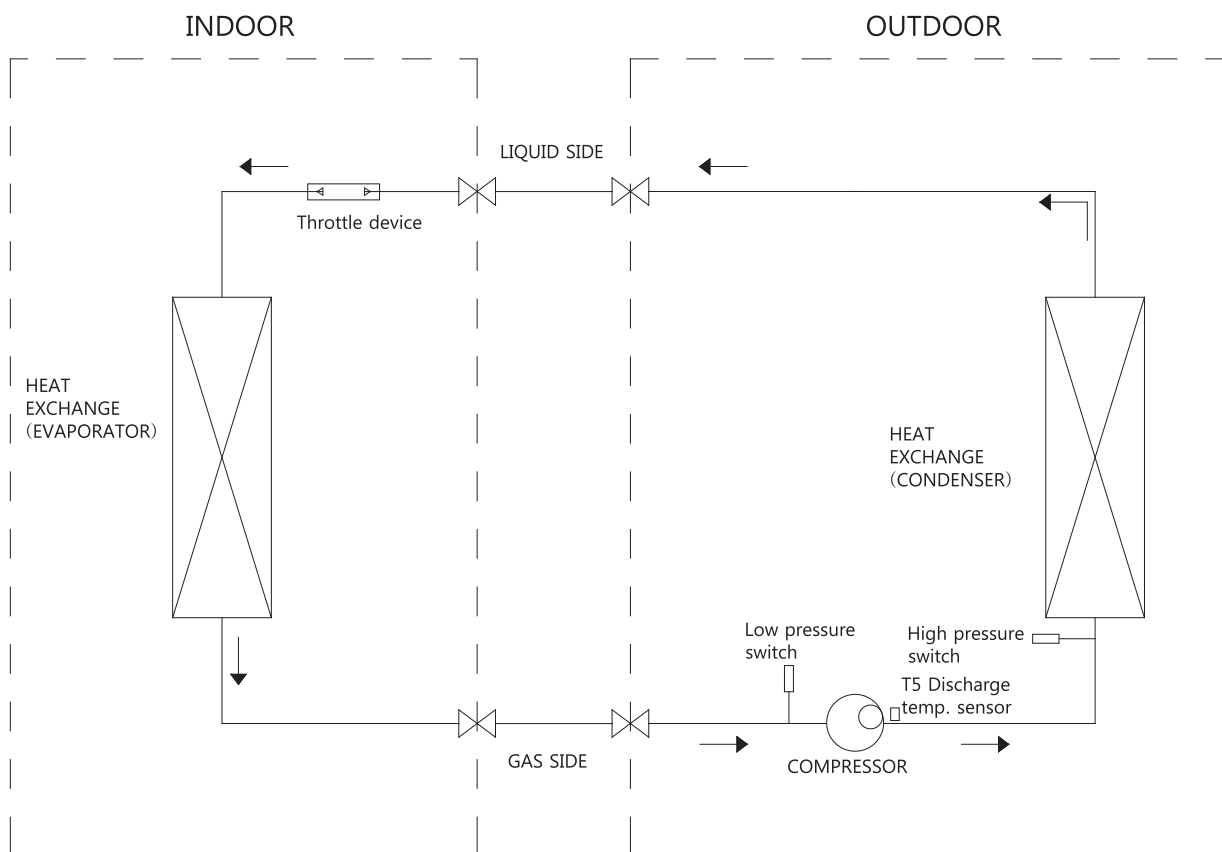 INDOOR
OUTDOOR
LIQUID SIDE
Throttle device
HEAT
EXCHANGE
(EVAPORATOR)
HEAT
EXCHANGE
(CONDENSER)
Low pressure
switch
High pressure
switch
T5 Discharge
temp. sensor
GAS SIDE
COMPRESSOR